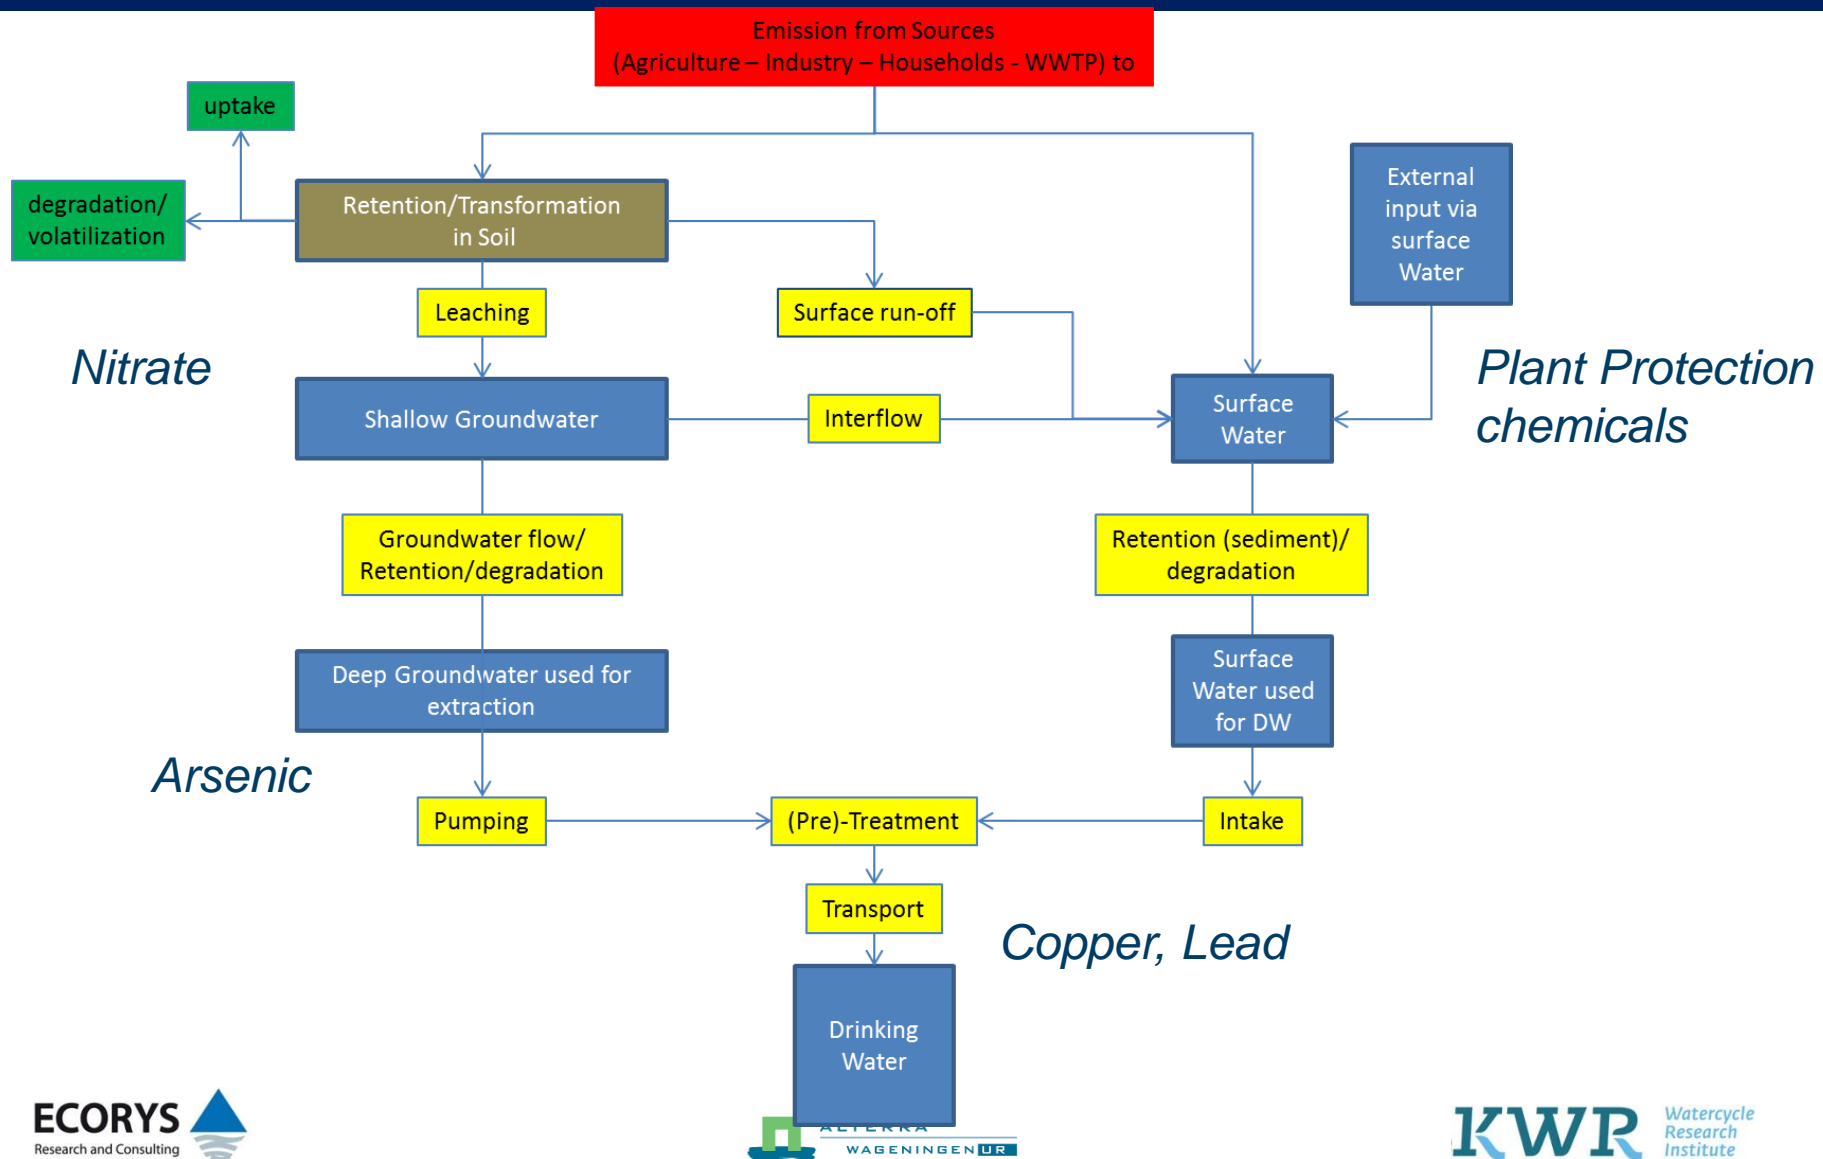 Emission from Sources
(Agriculture – Industry – Households - WWTP) to
uptake
degradation/
volatilization
Retention/Transformation
in Soil
External
input via
surface
Water
Leaching
Surface run-off
Nitrate
Plant Protection
chemicals
Shallow Groundwater
Interflow
Surface
Water
Groundwater flow/
Retention/degradation
Retention (sediment)/
degradation
Deep Groundwater used for
extraction
Surface
Water used
for DW
Arsenic
Pumping
(Pre)-Treatment
Intake
Transport
Copper, Lead
Drinking
Water
ECORYS
Research and Consulting
ALTERRA
WAGENINGEN UR
KWR
Watercycle
Research
Institute